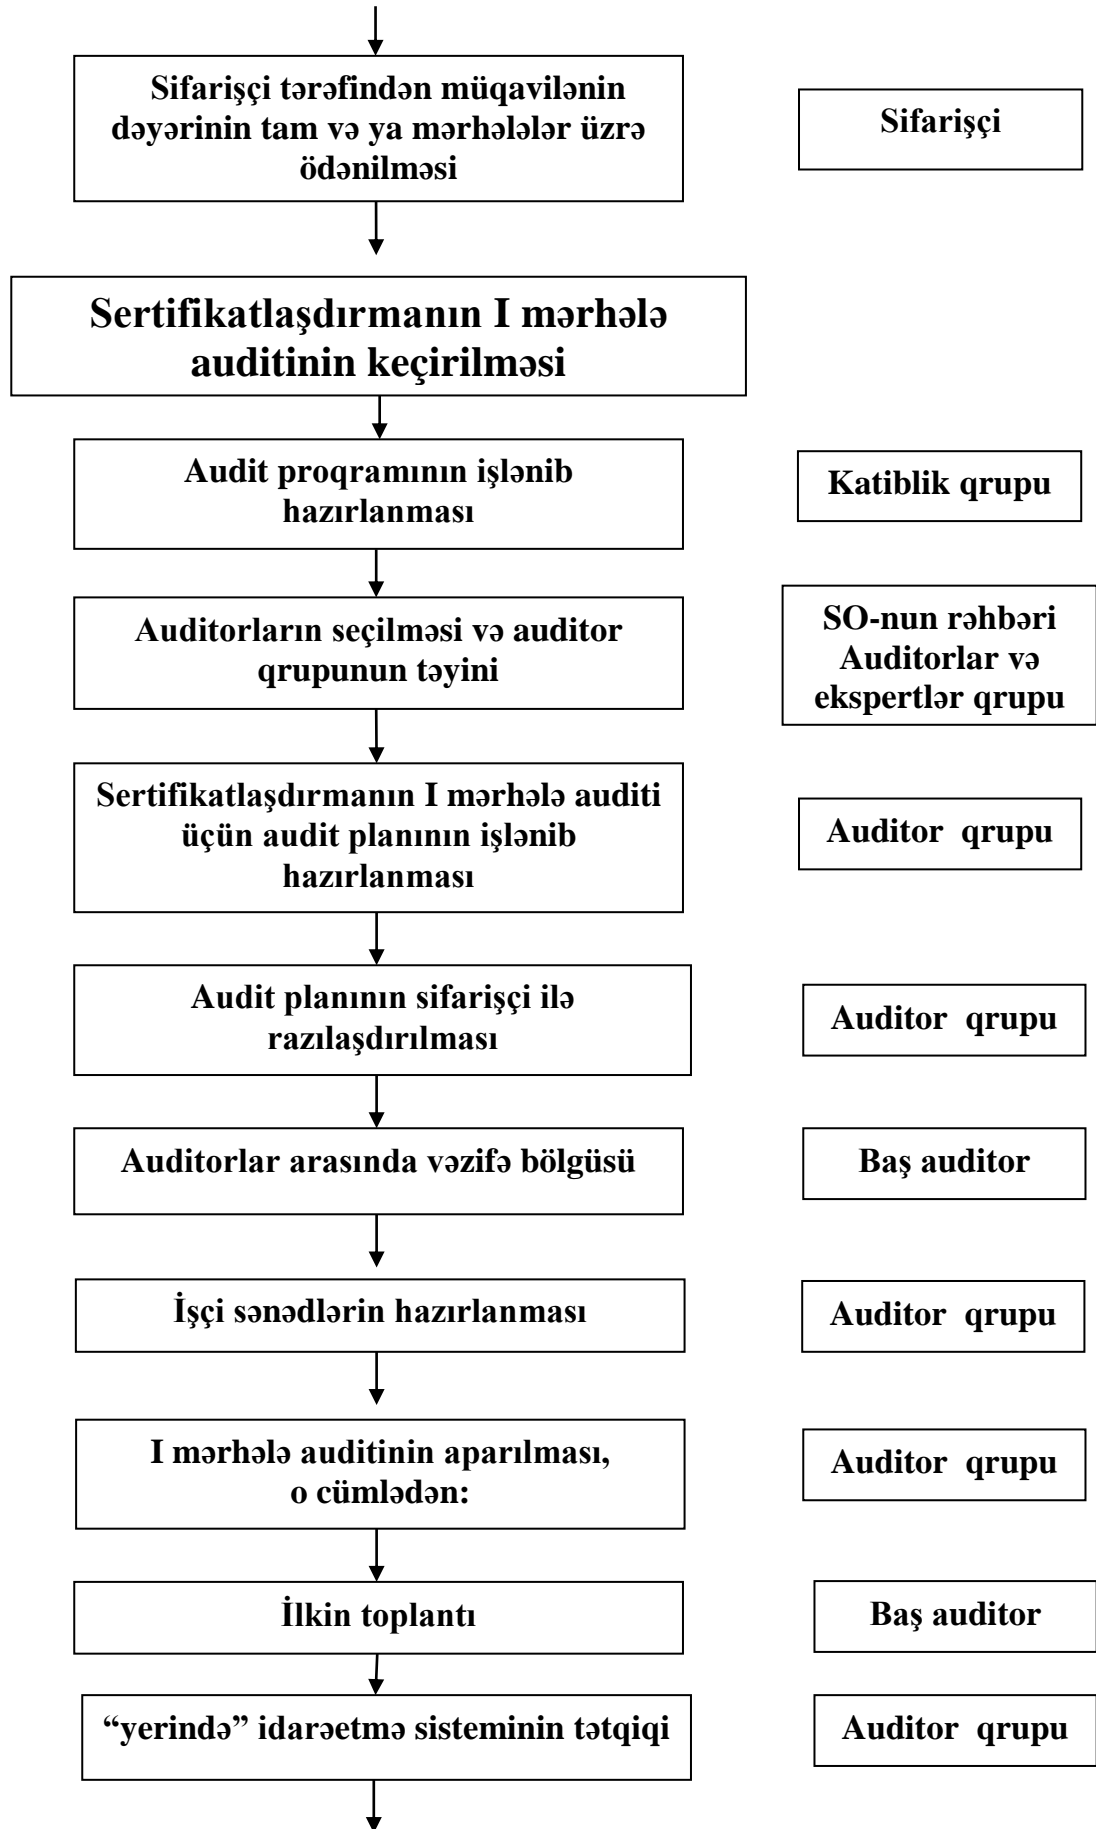 Sifarişçi tərəfindən müqavilənin
dəyərinin tam və ya mərhələlər üzrə
ödənilməsi
Sifarişçi
Sertifikatlaşdırmanın I mərhələ
auditinin keçirilməsi
Audit proqramının işlənib
hazırlanması
Katiblik qrupu
Auditorların seçilməsi və auditor
qrupunun təyini
SO-nun rəhbəri
Auditorlar və
ekspertlər qrupu
Sertifikatlaşdırmanın I mərhələ auditi
üçün audit planının işlənib
hazırlanması
Auditor qrupu
Audit planının sifarişçi ilə
razılaşdırılması
Auditor qrupu
Auditorlar arasında vəzifə bölgüsü
Baş auditor
İşçi sənədlərin hazırlanması
Auditor qrupu
I mərhələ auditinin aparılması,
o cümlədən:
Auditor qrupu
İlkin toplantı
Baş auditor
“yerində” idarəetmə sisteminin tətqiqi
Auditor qrupu